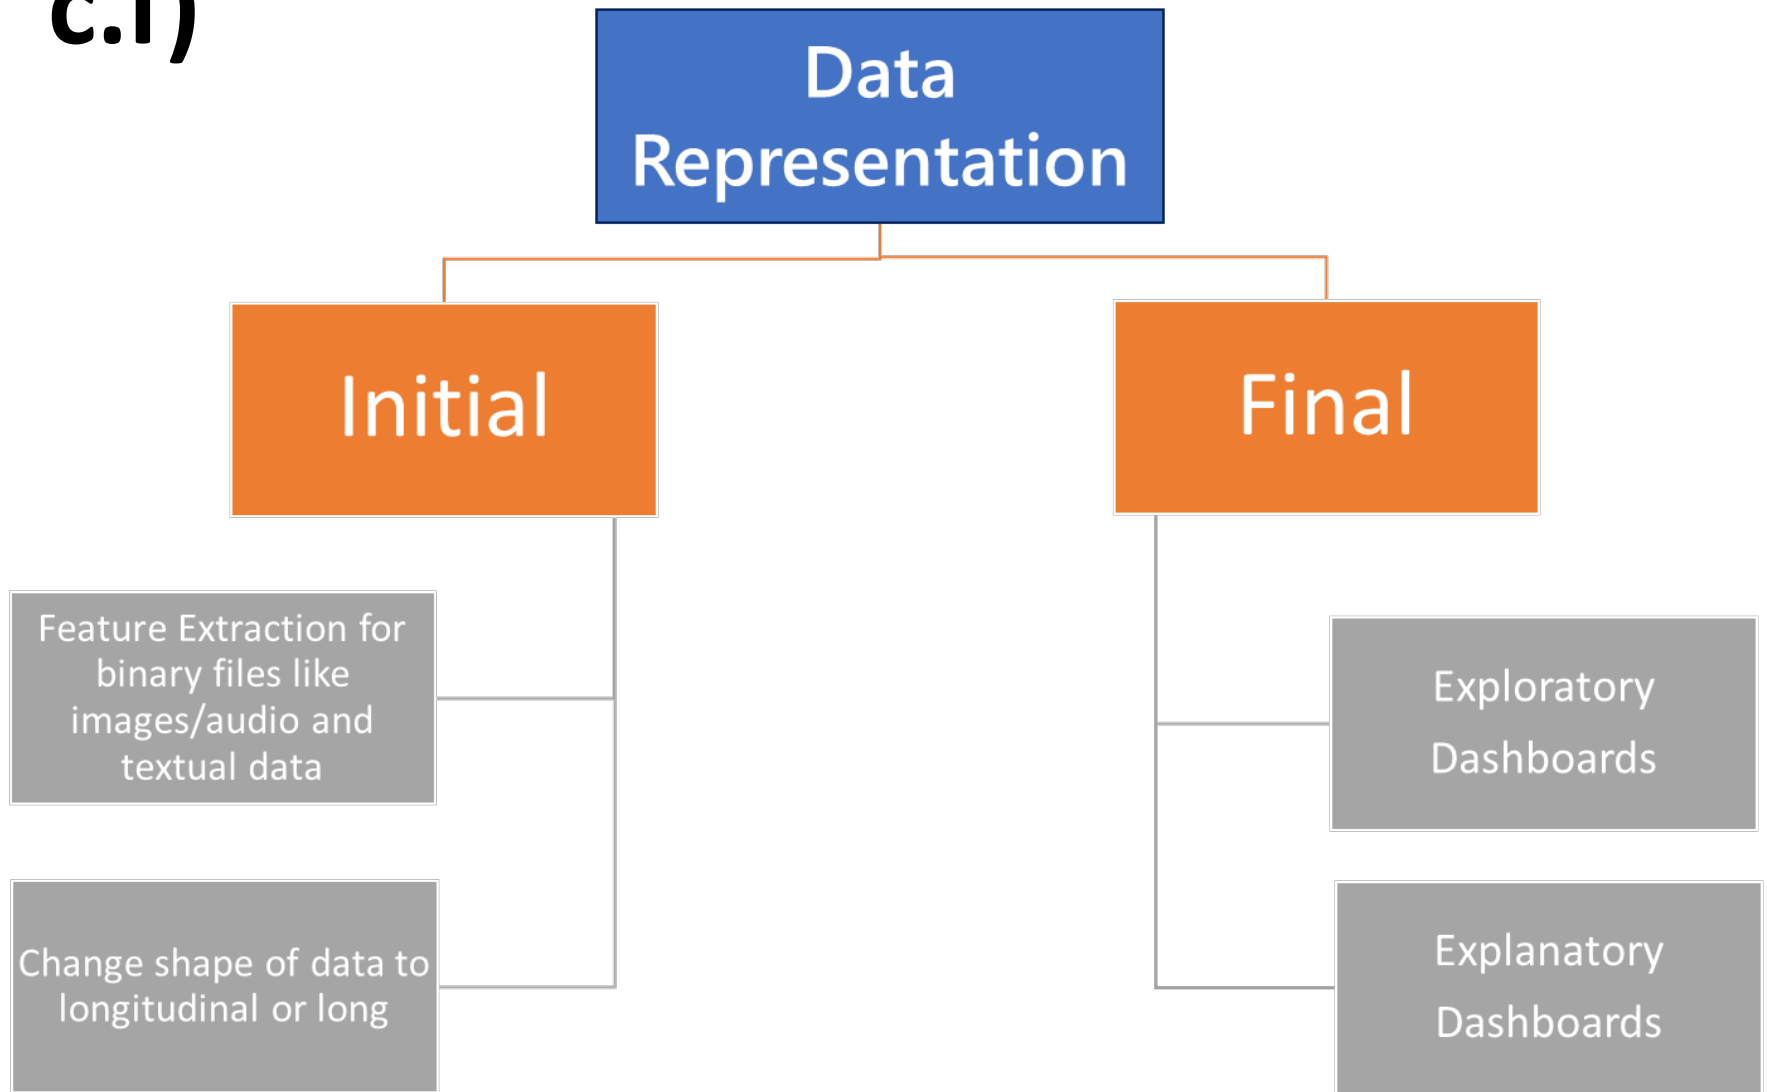 c.i)
Data
Representation
Initial
Final
Feature Extraction for
binary files like
images/audio and
textual data
Change shape of data to
longitudinal or long
Exploratory
Dashboards
Explanatory
Dashboards